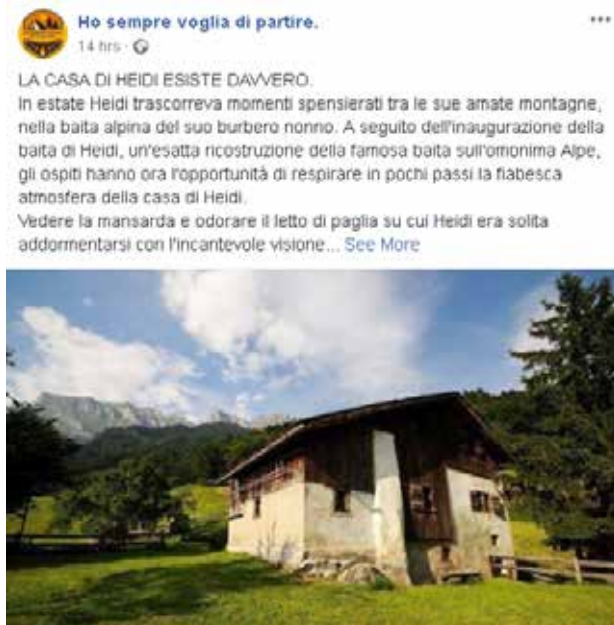 Ho sempre voglia di partire.
14 hrs ·
LA CASA DI HEIDI ESISTE DAVVERO.
In estate Heidi trascorreva momenti spensierati tra le sue amate montagne,
nella baita alpina del suo burbero nonno. A seguito dell'inaugurazione della
baita di Heidi, un'esatta ricostruzione della famosa baita sull'omonima Alpe,
gli ospiti hanno ora l'opportunità di respirare in pochi passi la fiabesca
atmosfera della casa di Heidi.
Vedere la mansarda e odorare il letto di paglia su cui Heidi era solita
addormentarsi con l'incantevole visione... See More